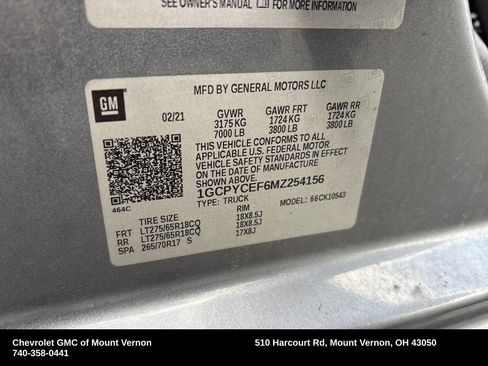 SEE OWNER'S MANUAL FOR MORE INFORMATION
GM
MFD BY GENERAL MOTORS LLC
02/21 GVWR GAWR FRT GAWR RR
3175 KG 1724 KG 1724 KG
7000 LB 3800 LB 3800 LB
THIS VEHICLE CONFORMS TO ALL
APPLICABLE U.S. FEDERAL MOTOR
VEHICLE SAFETY STANDARDS IN EFFECT
ON THE DATE OF MANUFACTURE SHOWN ABOVE.
1GCPYCEF6MZ254156
464C TYPE: TRUCK MODEL: 66CK10543
TIRE SIZE RIM
FRT LT275/65R18CQ 18X8.5J
RR LT275/65R18CQ 18X8.5J
SPA 265/70R17 S 17X8J
Chevrolet GMC of Mount Vernon 510 Harcourt Rd, Mount Vernon, OH 43050
740-358-0441